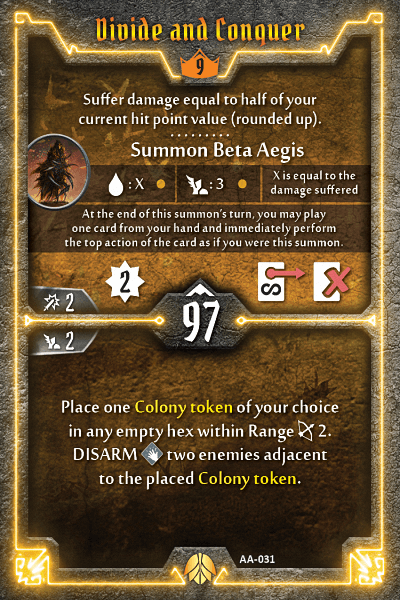 Divide and Conquer
9
Suffer damage equal to half of your
current hit point value (rounded up).
Summon Beta Aegis
: X
: 3
X is equal to the
damage suffered
At the end of this summon's turn, you may play
one card from your hand and immediately perform
the top action of the card as if you were this summon.
2
2
97
2
Place one Colony token of your choice
in any empty hex within Range 2.
DISARM two enemies adjacent
to the placed Colony token.
AA-031